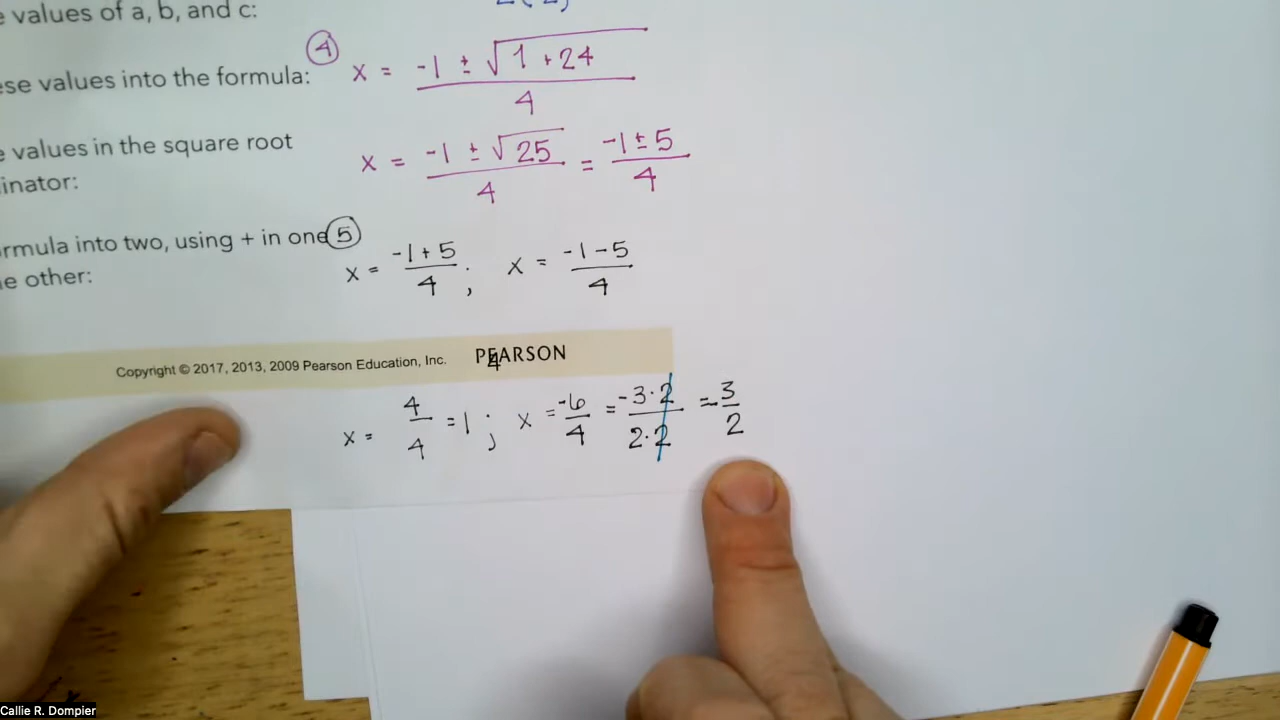 e values of a, b, and c:
④ x = (-1 ± √(1 + 24)) / 4
ese values into the formula:
x = (-1 ± √25) / 4 = (-1 ± 5) / 4
e values in the square root
inator:
ormula into two, using + in one ⑤
x = (-1 + 5) / 4 ; x = (-1 - 5) / 4
e other:
Copyright © 2017, 2013, 2009 Pearson Education, Inc. PEARSON
4
x = 4/4 = 1 ; x = -6/4 = (-3·2)/(2·2) = -3/2
Callie R. Dompier